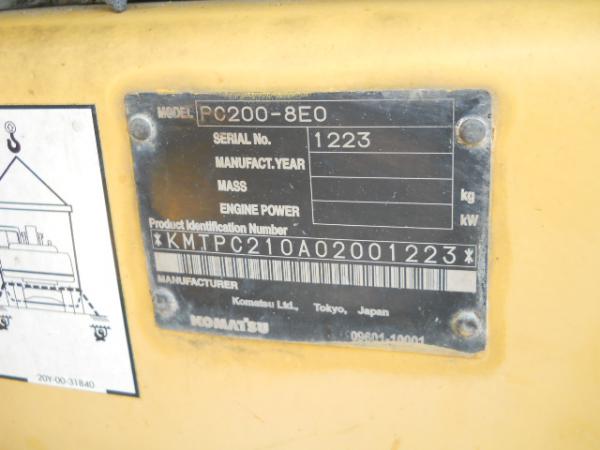 MODEL PC200-8E0
SERIAL No. 1223
MANUFACT.YEAR
MASS kg
ENGINE POWER kW
Product Identification Number
*KMTPC210A02001223*
MANUFACTURER
Komatsu Ltd., Tokyo, Japan
KOMATSU 09601-10001
20Y-00-31840